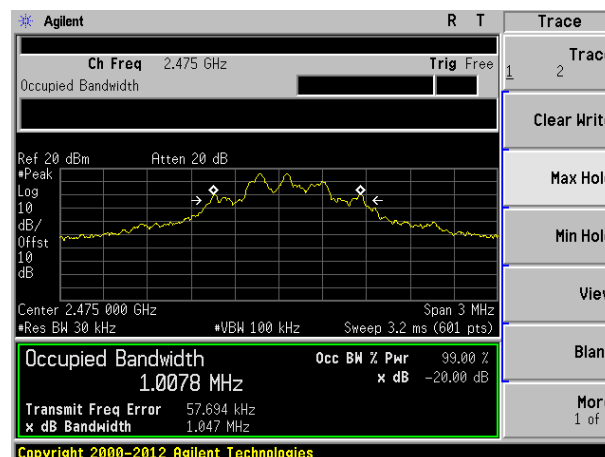 Agilent R T Trace
Ch Freq 2.475 GHz Trig Free
Occupied Bandwidth
Trac
1 2
Clear Writ
Max Hol
Min Hol
Vie
Blan
Mor
1 of
Ref 20 dBm Atten 20 dB
#Peak
Log
10
dB/
Offst
10
dB
Center 2.475 000 GHz Span 3 MHz
#Res BW 30 kHz #VBW 100 kHz Sweep 3.2 ms (601 pts)
Occupied Bandwidth Occ BW % Pwr 99.00 %
1.0078 MHz x dB -20.00 dB
Transmit Freq Error 57.694 kHz
x dB Bandwidth 1.047 MHz
Copyright 2000-2012 Agilent Technologies